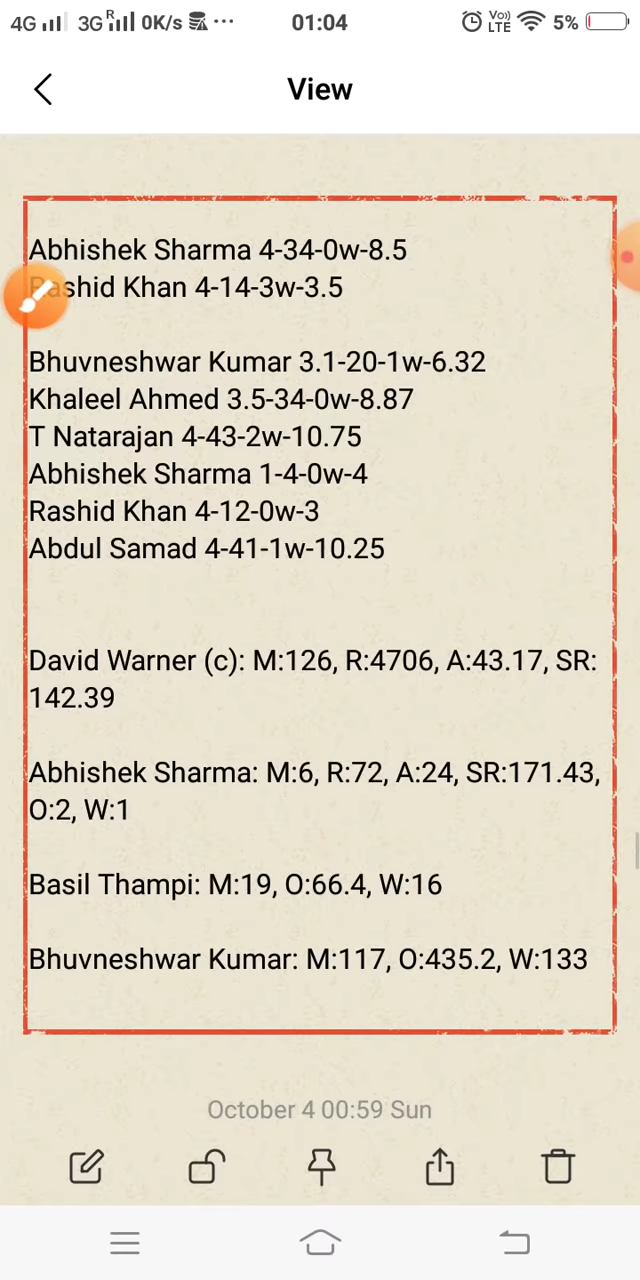 4G 3G R 0K/s ... 01:04 Vo)) LTE 5%
View
Abhishek Sharma 4-34-0w-8.5
Rashid Khan 4-14-3w-3.5
Bhuvneshwar Kumar 3.1-20-1w-6.32
Khaleel Ahmed 3.5-34-0w-8.87
T Natarajan 4-43-2w-10.75
Abhishek Sharma 1-4-0w-4
Rashid Khan 4-12-0w-3
Abdul Samad 4-41-1w-10.25
David Warner (c): M:126, R:4706, A:43.17, SR:
142.39
Abhishek Sharma: M:6, R:72, A:24, SR:171.43,
O:2, W:1
Basil Thampi: M:19, O:66.4, W:16
Bhuvneshwar Kumar: M:117, O:435.2, W:133
October 4 00:59 Sun